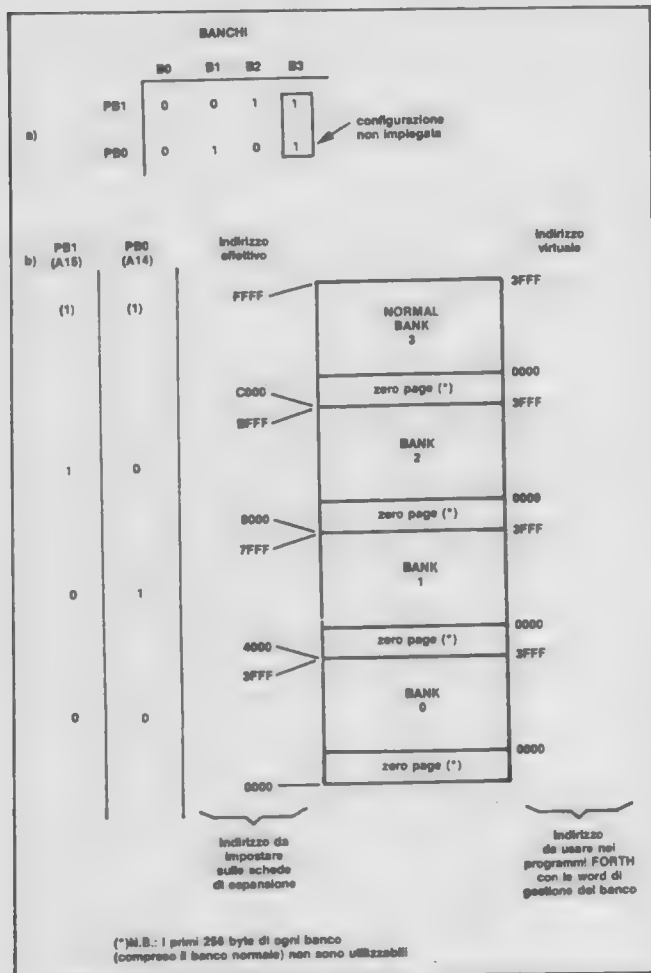 BANCHI
B0 B1 B2 B3
PB1 0 0 1 1
a)
configurazione
non impiegata
PB0 0 1 0 1
b)
PB1
(A15)
PB0
(A14)
Indirizzo
effettivo
Indirizzo
virtuale
FFFF
3FFF
(1) (1)
NORMAL
BANK
3
0000
C000
zero page (*)
3FFF
BFFF
1 0
BANK
2
0000
8000
zero page (*)
3FFF
7FFF
0 1
BANK
1
0000
4000
zero page (*)
3FFF
3FFF
0 0
BANK
0
0000
zero page (*)
0000
Indirizzo da
impostare
sulle schede
di espansione
Indirizzo
da usare nei
programmi FORTH
con le word di
gestione del banco
(*)N.B.: I primi 256 byte di ogni banco
(compreso il banco normale) non sono utilizzabili